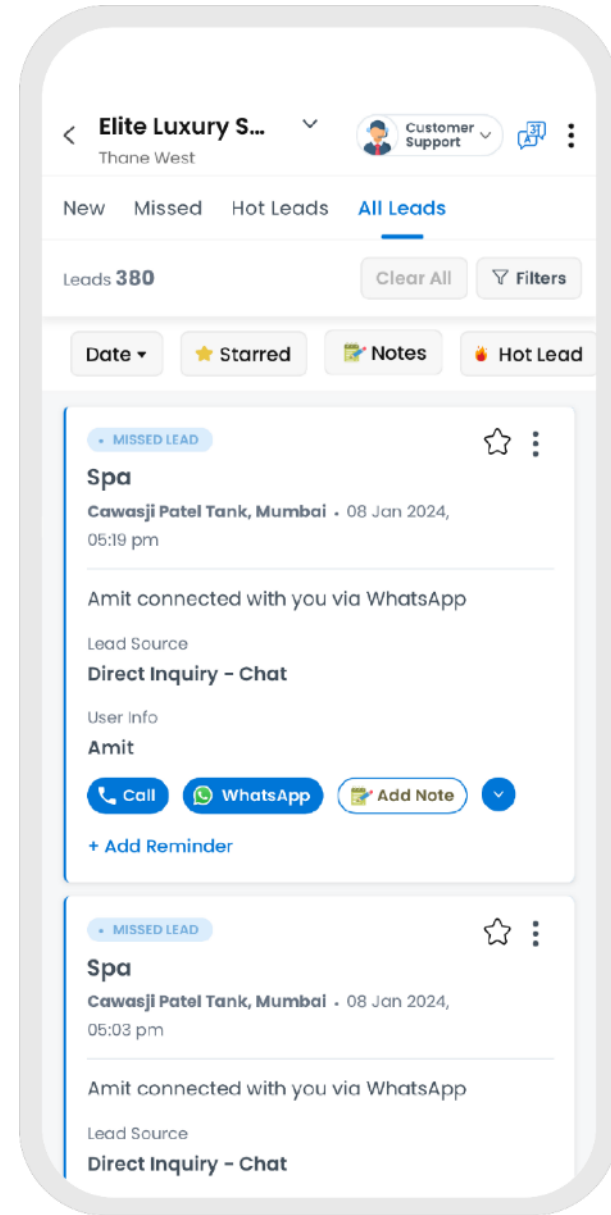 Elite Luxury S...
Thane West
Customer
Support
New Missed Hot Leads All Leads
Leads 380 Clear All Filters
Date Starred Notes Hot Lead
• MISSED LEAD
Spa
Cawasji Patel Tank, Mumbai • 08 Jan 2024,
05:19 pm
Amit connected with you via WhatsApp
Lead Source
Direct Inquiry - Chat
User Info
Amit
Call WhatsApp Add Note
+ Add Reminder
• MISSED LEAD
Spa
Cawasji Patel Tank, Mumbai • 08 Jan 2024,
05:03 pm
Amit connected with you via WhatsApp
Lead Source
Direct Inquiry - Chat